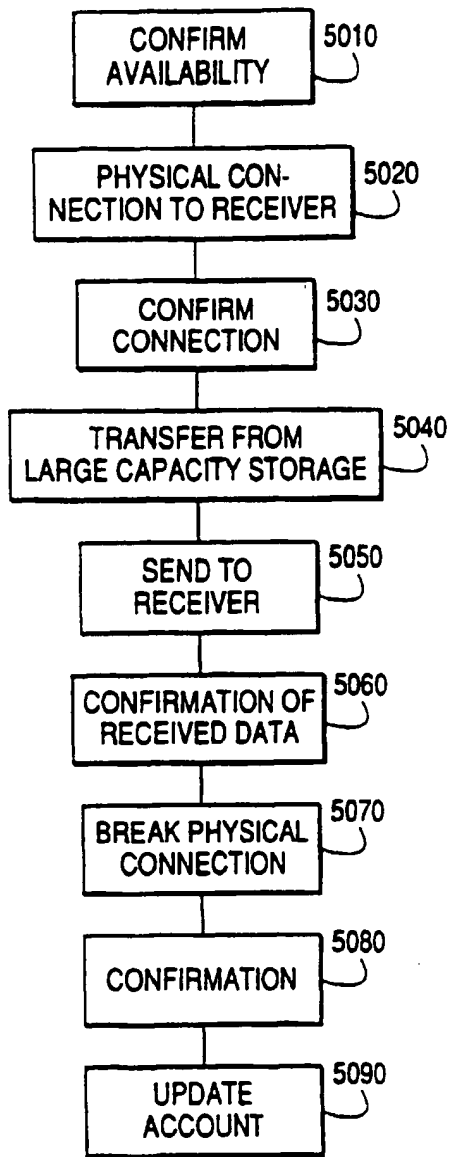 CONFIRM
AVAILABILITY
5010
PHYSICAL CON-
NECTION TO RECEIVER
5020
CONFIRM
CONNECTION
5030
TRANSFER FROM
LARGE CAPACITY STORAGE
5040
SEND TO
RECEIVER
5050
CONFIRMATION OF
RECEIVED DATA
5060
BREAK PHYSICAL
CONNECTION
5070
CONFIRMATION
5080
UPDATE
ACCOUNT
5090